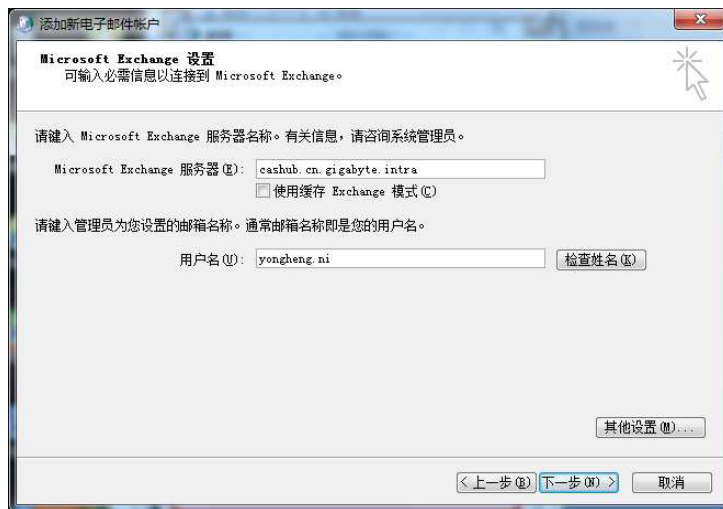 添加新电子邮件帐户
Microsoft Exchange 设置
可输入必需信息以连接到 Microsoft Exchange。
请键入 Microsoft Exchange 服务器名称。有关信息，请咨询系统管理员。
Microsoft Exchange 服务器(E): cashub.cn.gigabyte.intra
使用缓存 Exchange 模式(C)
请键入管理员为您设置的邮箱名称。通常邮箱名称即是您的用户名。
用户名(U): yongheng.ni 检查姓名(K)
其他设置(M)...
< 上一步(B) 下一步(N) > 取消